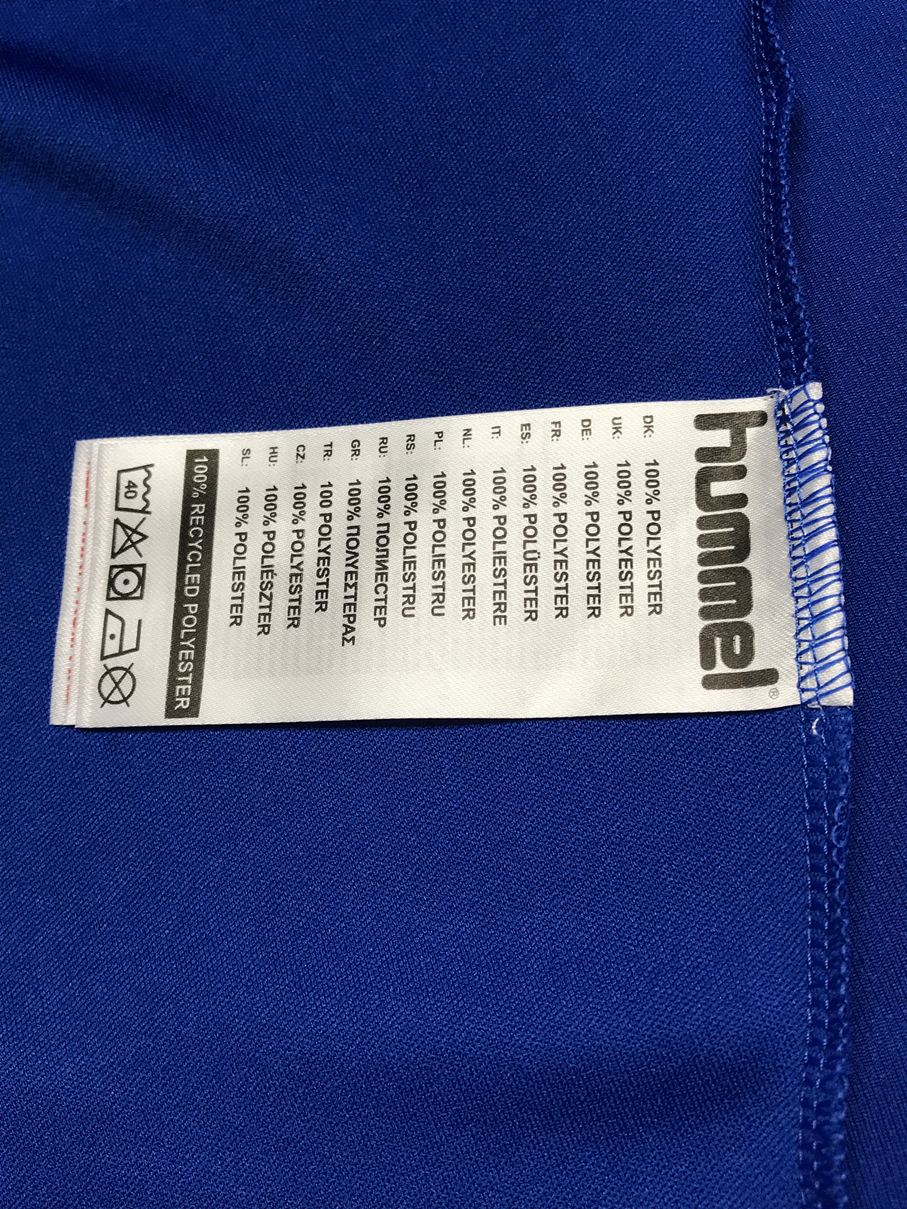 hummel®
DK: 100% POLYESTER
UK: 100% POLYESTER
DE: 100% POLYESTER
FR: 100% POLYESTER
ES: 100% POLÜESTER
IT: 100% POLIESTERE
NL: 100% POLYESTER
PL: 100% POLIESTRU
RS: 100% POLIESTRU
RU: 100% ПОЛИЕСТЕР
GR: 100% ΠΟΛΥΕΣΤΕΡΑΣ
TR: 100 POLYESTER
CZ: 100% POLYESTER
HU: 100% POLIÉSZTER
SL: 100% POLIESTER
100% RECYCLED POLYESTER
40